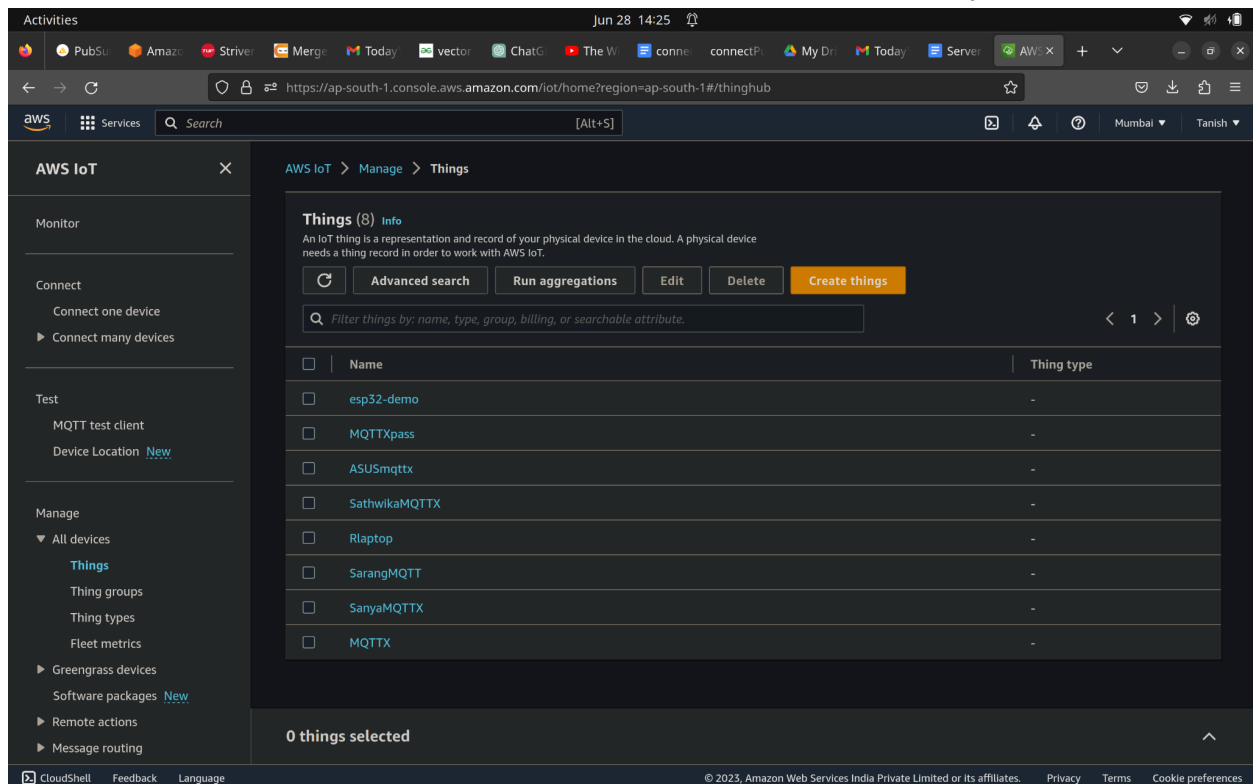 Activities
Jun 28 14:25
PubSu
Amazo
Striver
Merge
Today'
vector
ChatG
The Wi
connec
connectPu
My Dri
Today'
Server
AWS
https://ap-south-1.console.aws.amazon.com/iot/home?region=ap-south-1#/thinghub
aws
Services
Search
[Alt+S]
Mumbai
Tanish
AWS IoT
Monitor
Connect
Connect one device
Connect many devices
Test
MQTT test client
Device Location New
Manage
All devices
Things
Thing groups
Thing types
Fleet metrics
Greengrass devices
Software packages New
Remote actions
Message routing
AWS IoT > Manage > Things
Things (8) Info
An IoT thing is a representation and record of your physical device in the cloud. A physical device
needs a thing record in order to work with AWS IoT.
Advanced search
Run aggregations
Edit
Delete
Create things
Filter things by: name, type, group, billing, or searchable attribute.
1
Name
Thing type
esp32-demo -
MQTTXpass -
ASUSmqttx -
SathwikaMQTTX -
Rlaptop -
SarangMQTT -
SanyaMQTTX -
MQTTX -
0 things selected
CloudShell
Feedback
Language
© 2023, Amazon Web Services India Private Limited or its affiliates.
Privacy
Terms
Cookie preferences